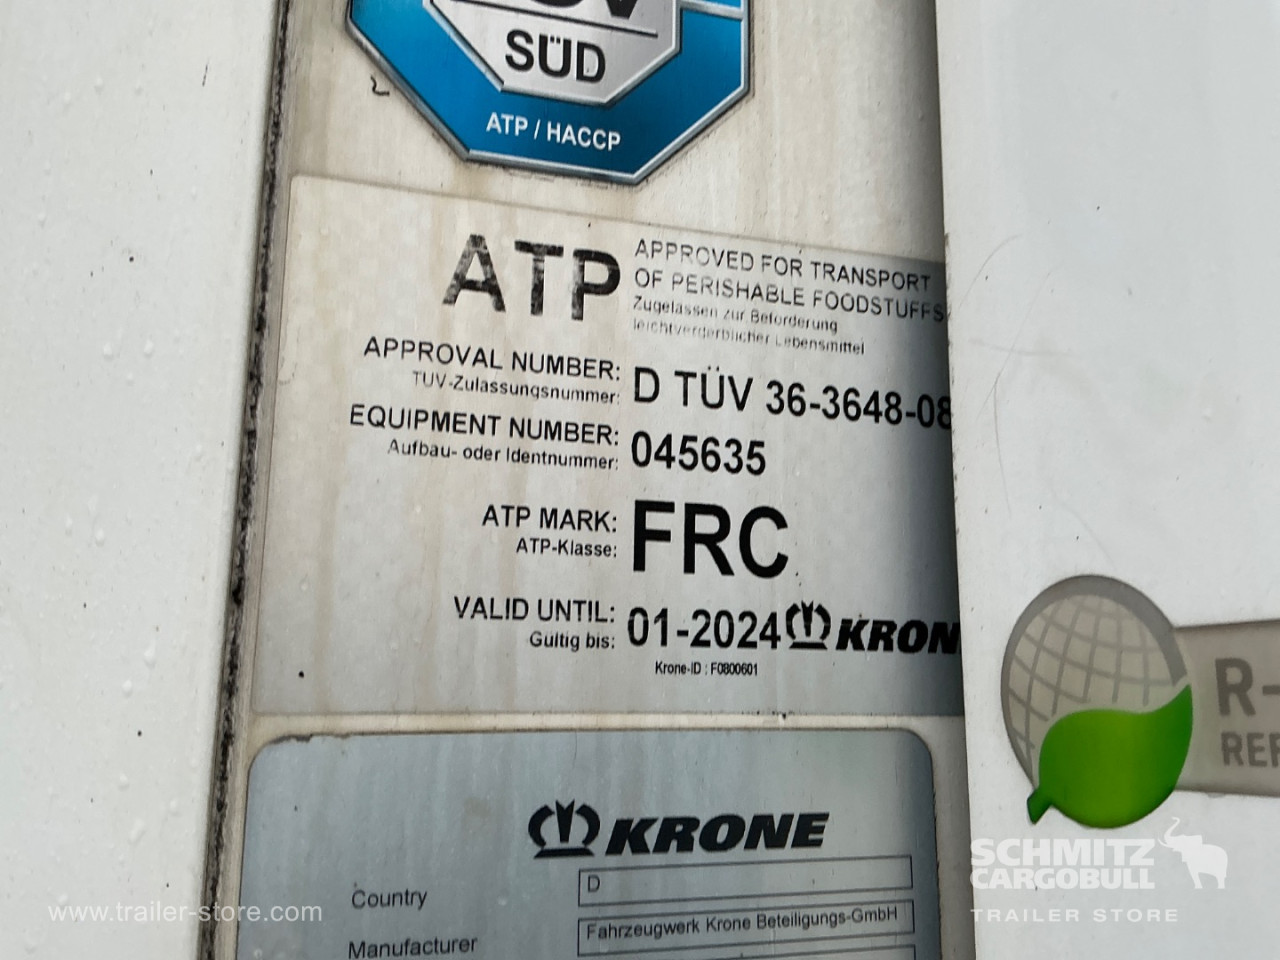 SÜD
ATP / HACCP
ATP
APPROVED FOR TRANSPORT
OF PERISHABLE FOODSTUFFS
Zugelassen zur Beförderung
leichtverderblicher Lebensmittel
APPROVAL NUMBER: D TÜV 36-3648-08
TÜV-Zulassungsnummer:
EQUIPMENT NUMBER: 045635
Aufbau- oder Identnummer:
ATP MARK: FRC
ATP-Klasse:
VALID UNTIL: 01-2024 KRON
Gültig bis:
Krone-ID : F0800601
KRONE
Country D
Manufacturer Fahrzeugwerk Krone Beteiligungs-GmbH
R-
REF
SCHMITZ
CARGOBULL
TRAILER STORE
www.trailer-store.com